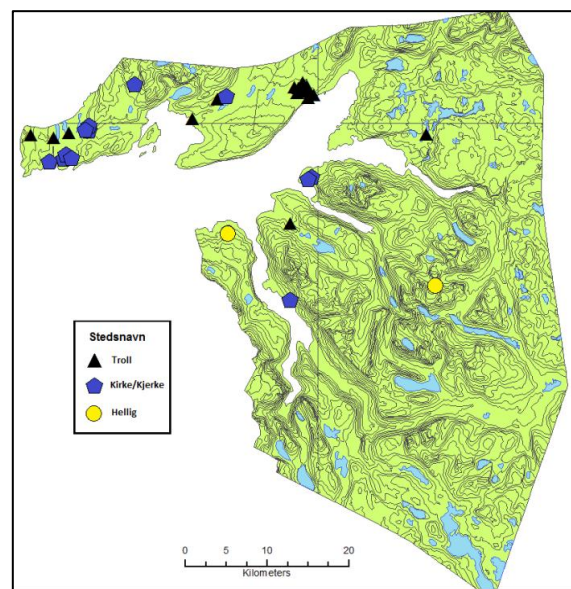 Stedsnavn
Troll
Kirke/Kjerke
Hellig
0 5 10 20
Kilometers